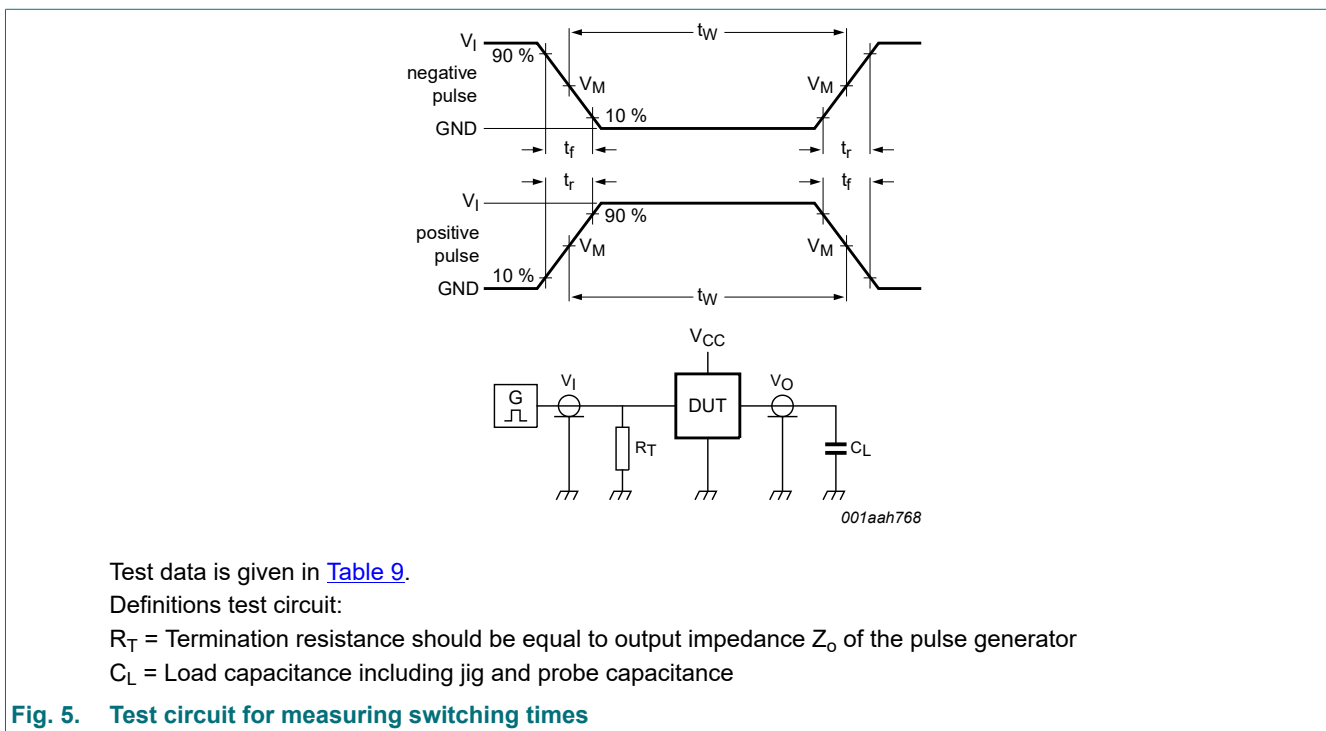 tW
VI
90 %
negative
pulse
VM
VM
10 %
GND
tf
tr
tr
tf
VI
90 %
positive
pulse
VM
VM
10 %
GND
tW
VCC
VI
VO
G
DUT
RT
CL
001aah768
Test data is given in Table 9.
Definitions test circuit:
RT = Termination resistance should be equal to output impedance Zo of the pulse generator
CL = Load capacitance including jig and probe capacitance
Fig. 5. Test circuit for measuring switching times